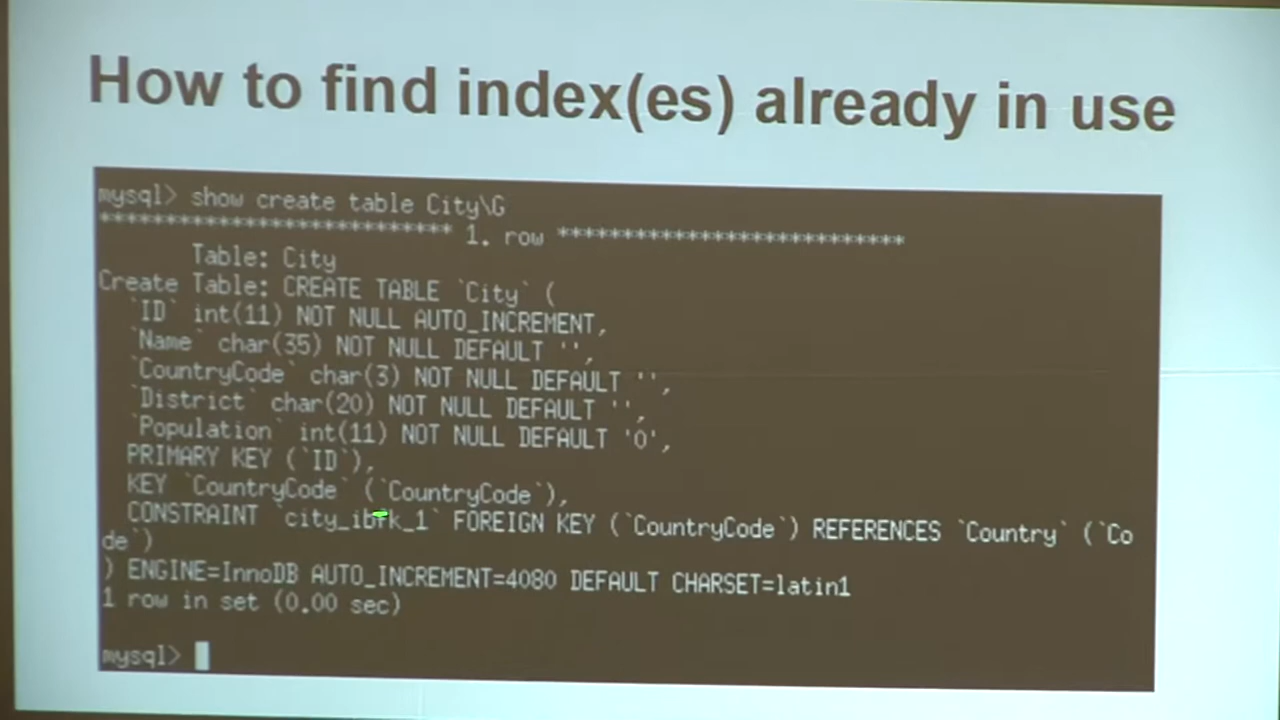 How to find index(es) already in use
mysql> show create table City\G
*************************** 1. row ***************************
Table: City
Create Table: CREATE TABLE `City` (
`ID` int(11) NOT NULL AUTO_INCREMENT,
`Name` char(35) NOT NULL DEFAULT '',
`CountryCode` char(3) NOT NULL DEFAULT '',
`District` char(20) NOT NULL DEFAULT '',
`Population` int(11) NOT NULL DEFAULT '0',
PRIMARY KEY (`ID`),
KEY `CountryCode` (`CountryCode`),
CONSTRAINT `city_ibfk_1` FOREIGN KEY (`CountryCode`) REFERENCES `Country` (`Co
de`)
) ENGINE=InnoDB AUTO_INCREMENT=4080 DEFAULT CHARSET=latin1
1 row in set (0.00 sec)
mysql>